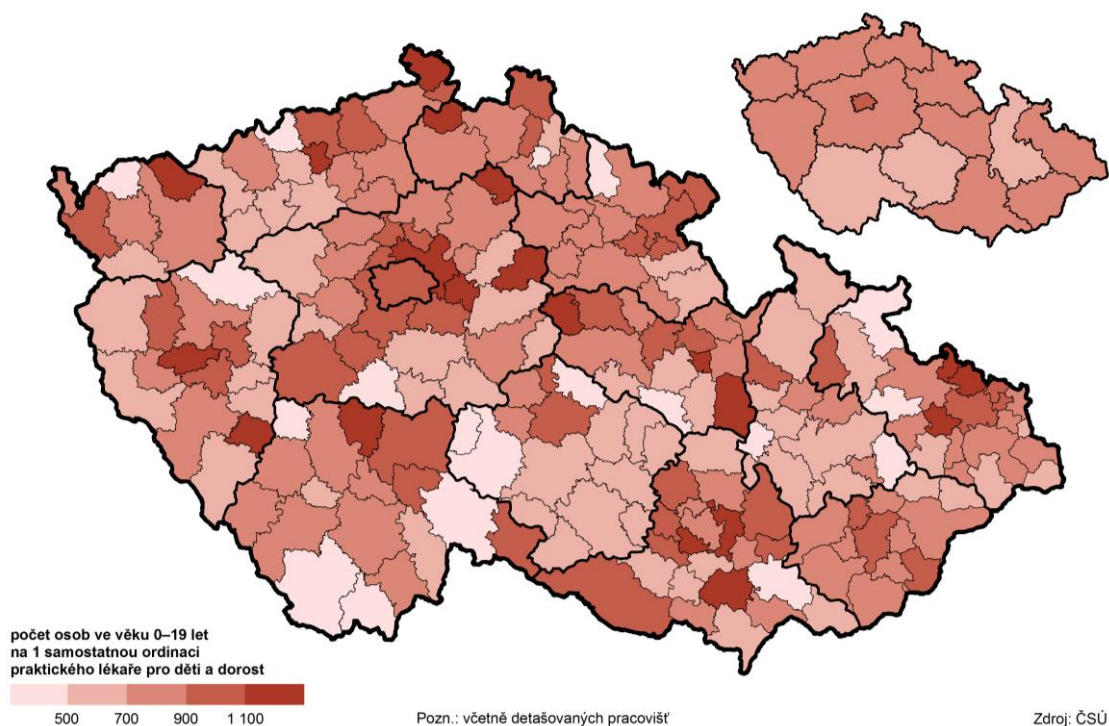 počet osob ve věku 0–19 let
na 1 samostatnou ordinaci
praktického lékaře pro děti a dorost
500 700 900 1 100
Pozn.: včetně detašovaných pracovišť
Zdroj: ČSÚ